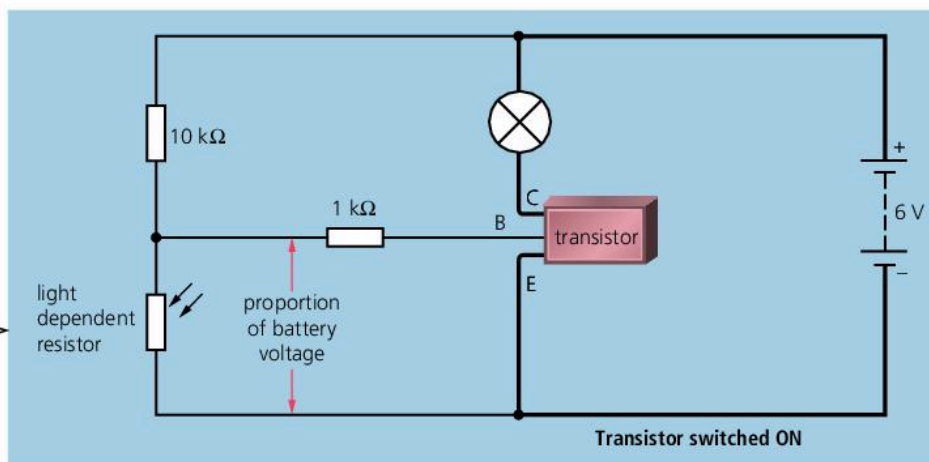 10 kΩ
C
+
1 kΩ
B
transistor
6 V
E
–
light
dependent
resistor
proportion
of battery
voltage
Transistor switched ON